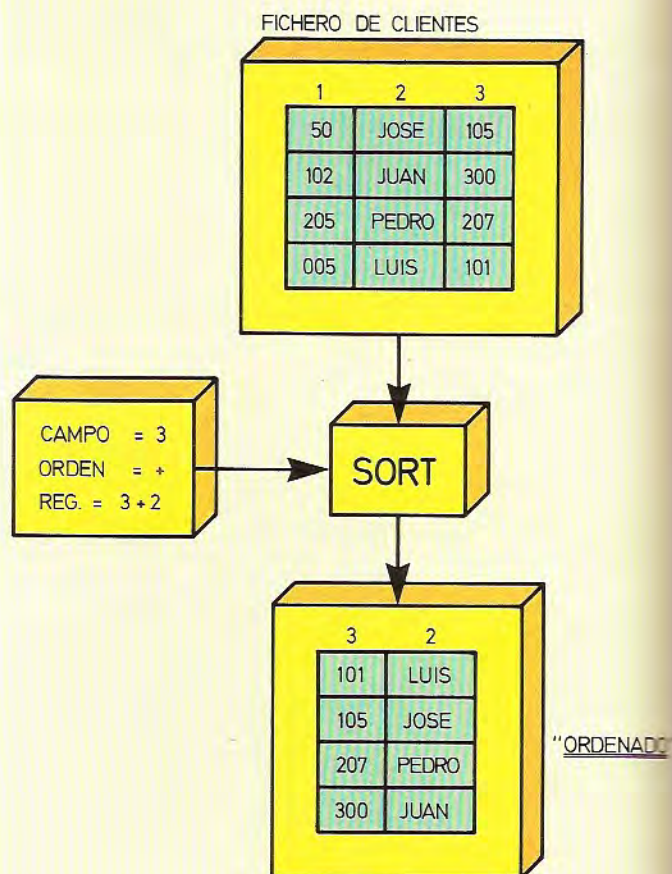 FICHERO DE CLIENTES
1 2 3
50 JOSE 105
102 JUAN 300
205 PEDRO 207
005 LUIS 101
CAMPO = 3
ORDEN = +
REG. = 3+2
SORT
3 2
101 LUIS
105 JOSE
207 PEDRO
300 JUAN
"ORDENADO"